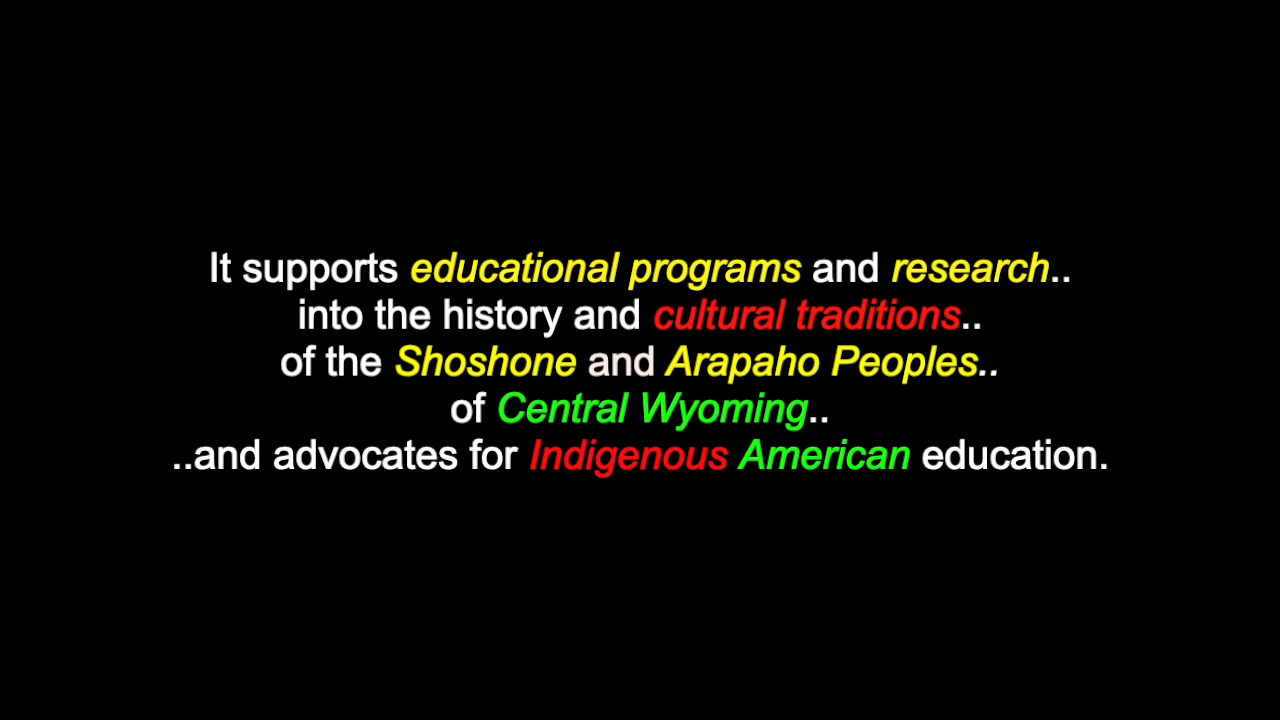 It supports educational programs and research..
into the history and cultural traditions..
of the Shoshone and Arapaho Peoples..
of Central Wyoming..
..and advocates for Indigenous American education.